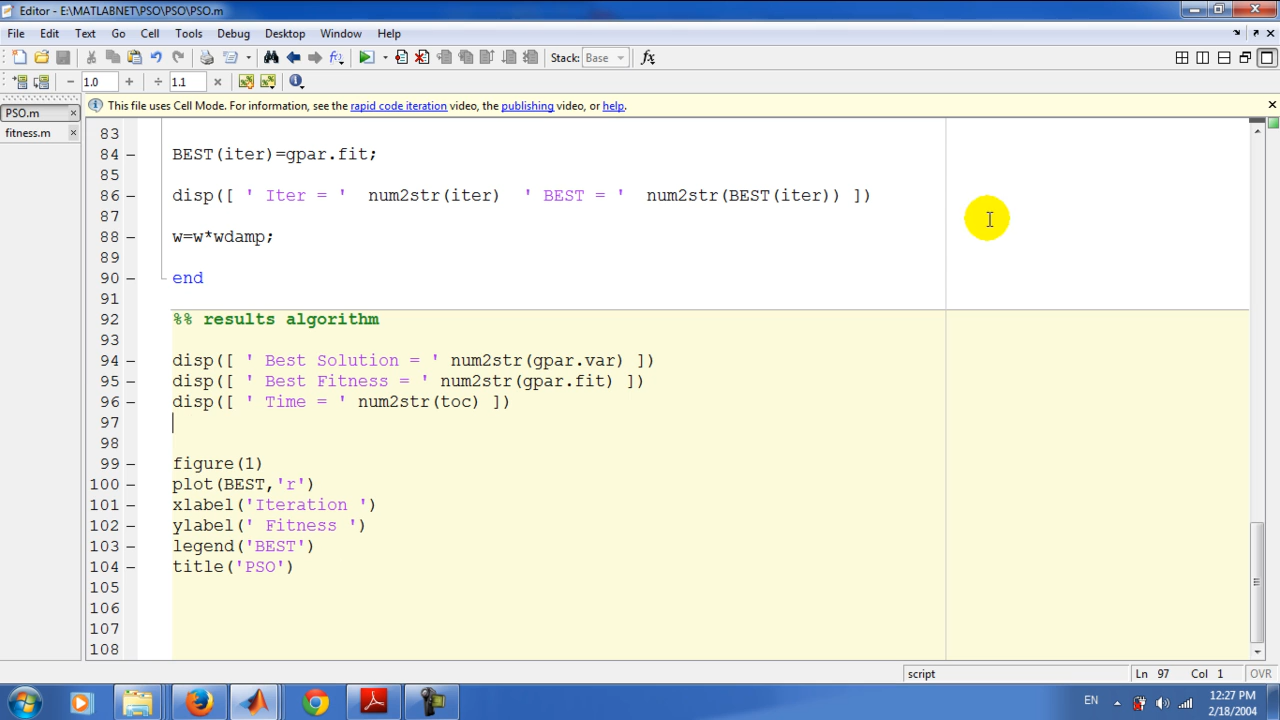 Editor - E:\MATLABNET\PSO\PSO\PSO.m
File Edit Text Go Cell Tools Debug Desktop Window Help
Stack: Base fx
1.0 1.1
This file uses Cell Mode. For information, see the rapid code iteration video, the publishing video, or help.
PSO.m
fitness.m
83
84 BEST(iter)=gpar.fit;
85
86 disp([ ' Iter = ' num2str(iter) ' BEST = ' num2str(BEST(iter)) ])
87
88 w=w*wdamp;
89
90 end
91
92 %% results algorithm
93
94 disp([ ' Best Solution = ' num2str(gpar.var) ])
95 disp([ ' Best Fitness = ' num2str(gpar.fit) ])
96 disp([ ' Time = ' num2str(toc) ])
97
98
99 figure(1)
100 plot(BEST,'r')
101 xlabel('Iteration ')
102 ylabel(' Fitness ')
103 legend('BEST')
104 title('PSO')
105
106
107
108
script Ln 97 Col 1 OVR
EN 12:27 PM
2/18/2004